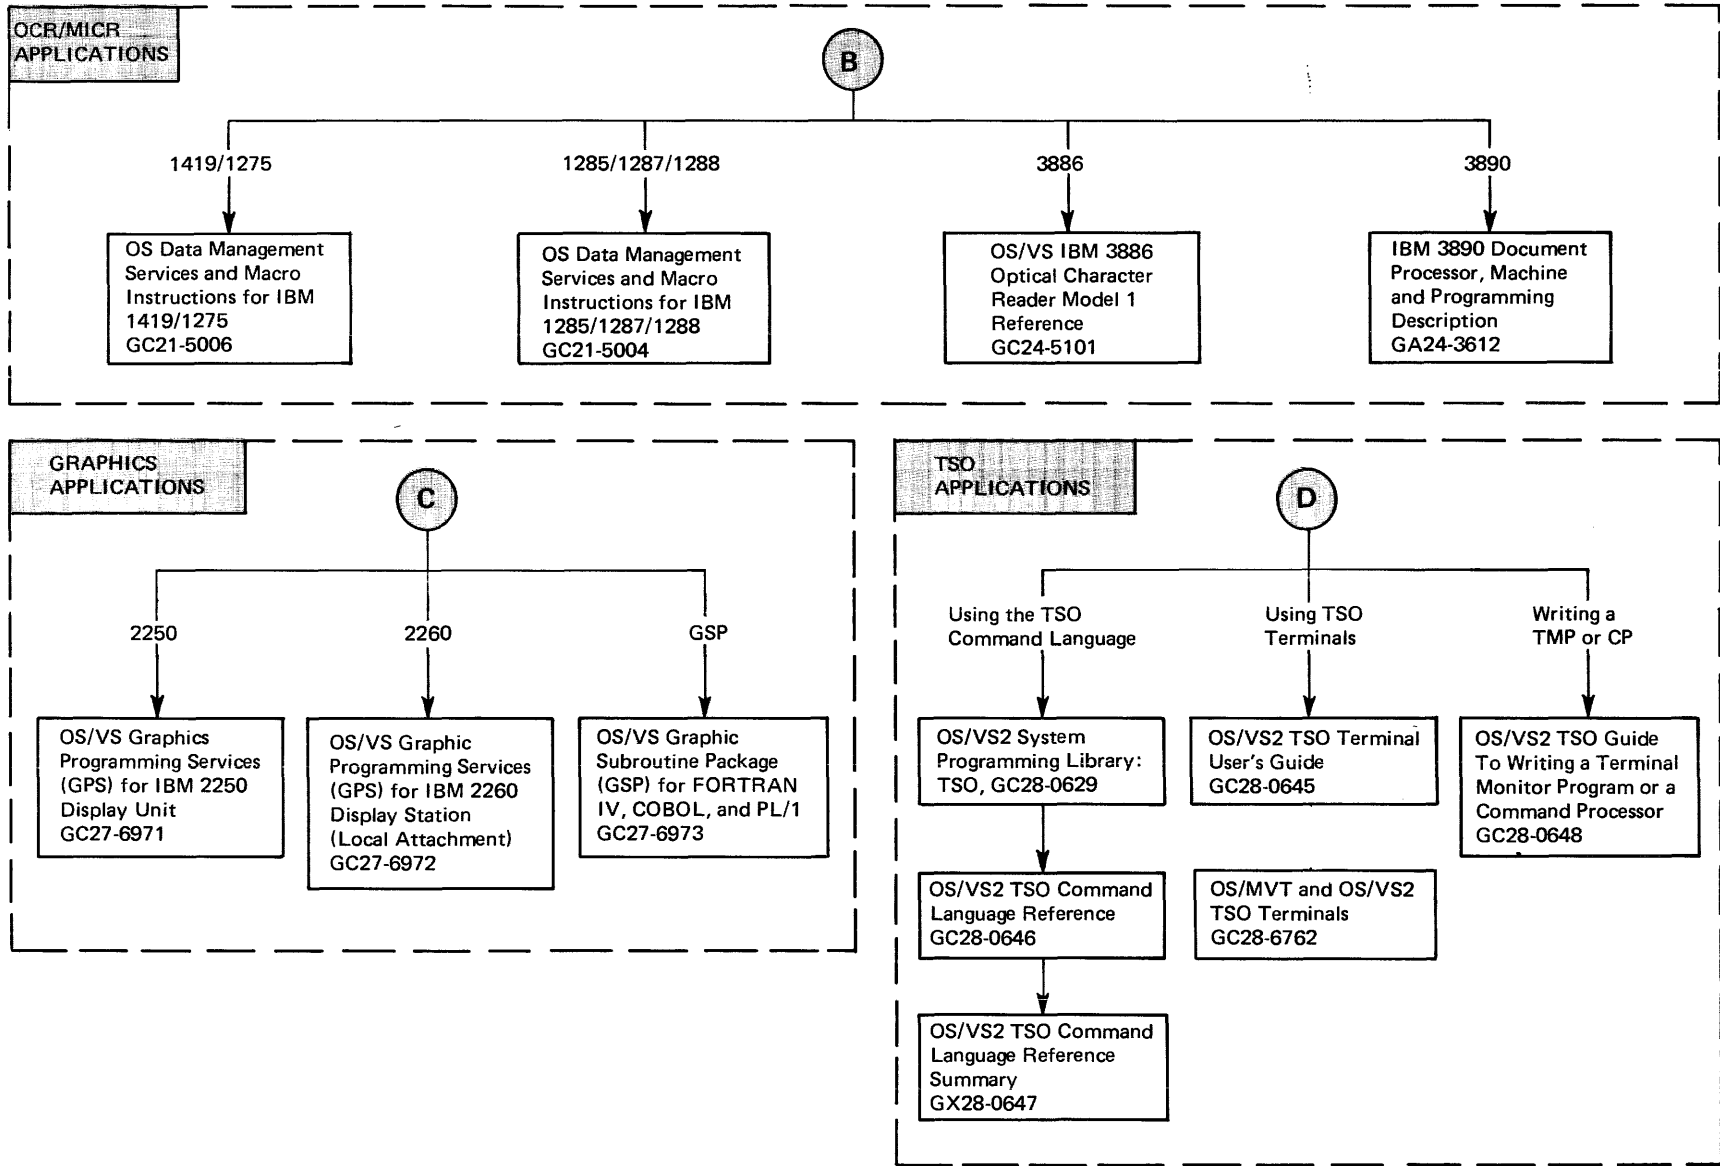 OCR/MICR
APPLICATIONS
B
1419/1275
1285/1287/1288
3886
3890
OS Data Management
Services and Macro
Instructions for IBM
1419/1275
GC21-5006
OS Data Management
Services and Macro
Instructions for IBM
1285/1287/1288
GC21-5004
OS/VS IBM 3886
Optical Character
Reader Model 1
Reference
GC24-5101
IBM 3890 Document
Processor, Machine
and Programming
Description
GA24-3612
GRAPHICS
APPLICATIONS
C
2250
2260
GSP
OS/VS Graphics
Programming Services
(GPS) for IBM 2250
Display Unit
GC27-6971
OS/VS Graphic
Programming Services
(GPS) for IBM 2260
Display Station
(Local Attachment)
GC27-6972
OS/VS Graphic
Subroutine Package
(GSP) for FORTRAN
IV, COBOL, and PL/1
GC27-6973
TSO
APPLICATIONS
D
Using the TSO
Command Language
Using TSO
Terminals
Writing a
TMP or CP
OS/VS2 System
Programming Library:
TSO, GC28-0629
OS/VS2 TSO Terminal
User's Guide
GC28-0645
OS/VS2 TSO Guide
To Writing a Terminal
Monitor Program or a
Command Processor
GC28-0648
OS/VS2 TSO Command
Language Reference
GC28-0646
OS/MVT and OS/VS2
TSO Terminals
GC28-6762
OS/VS2 TSO Command
Language Reference
Summary
GX28-0647